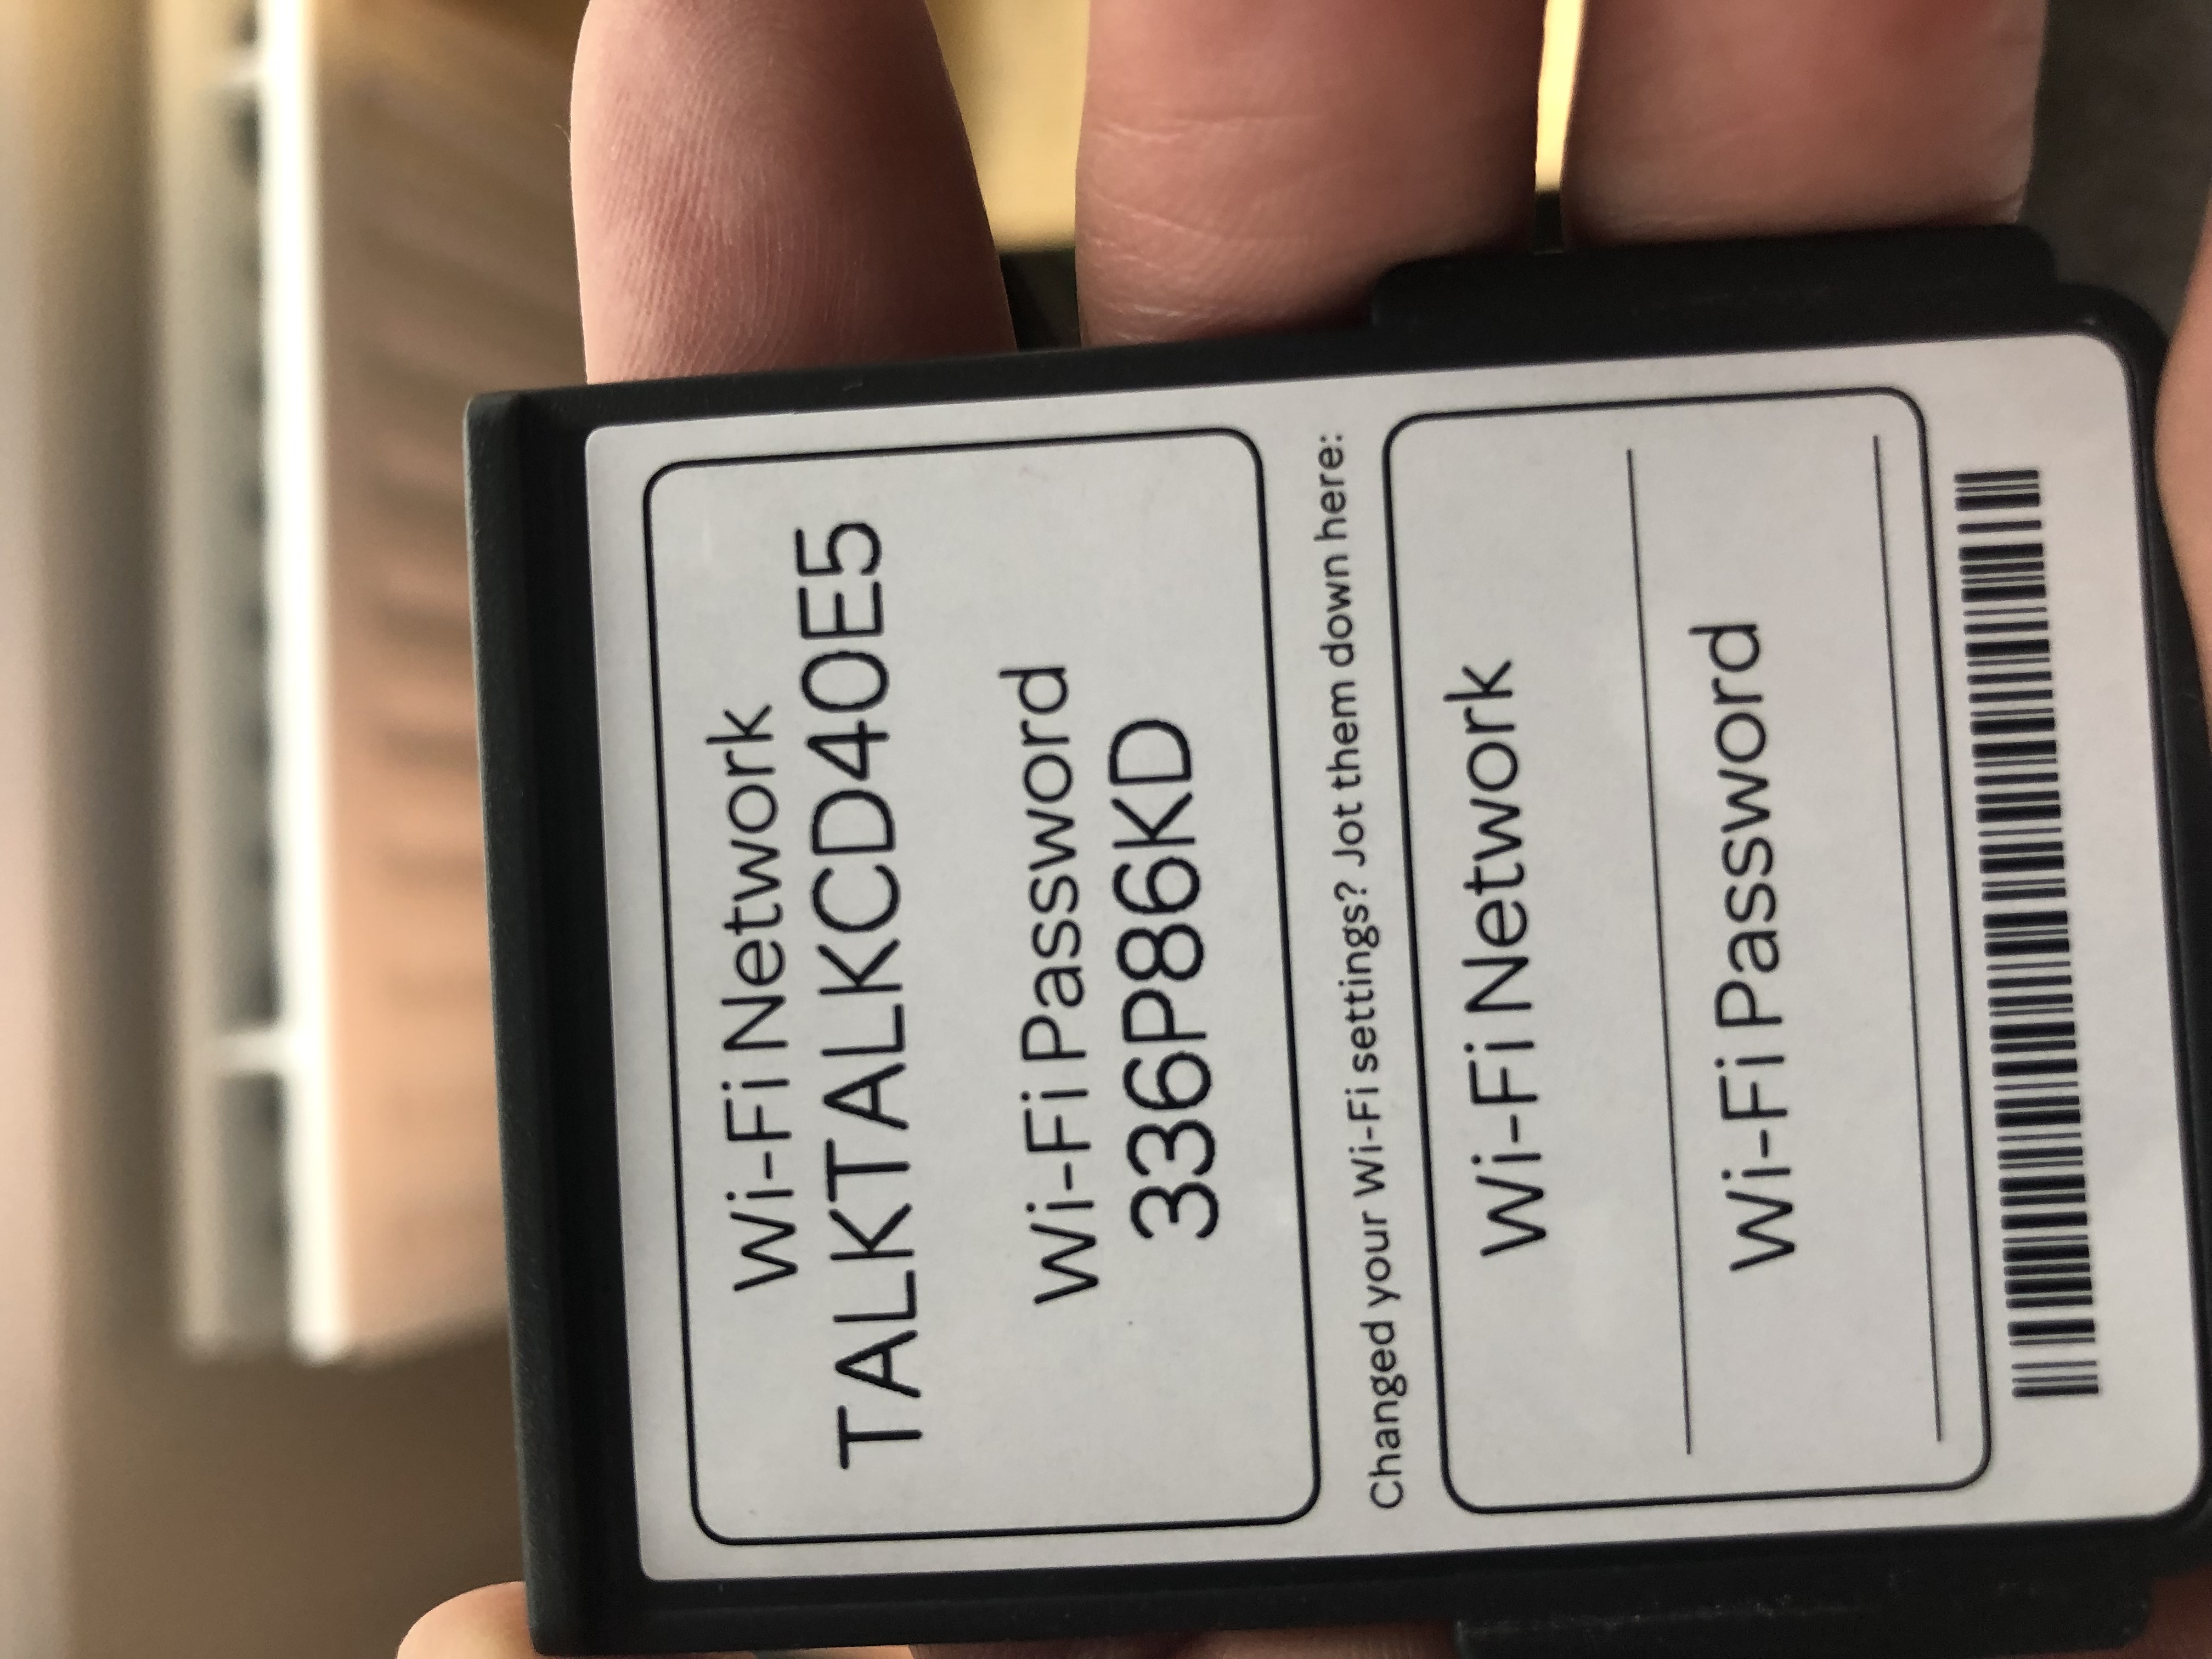 Wi-Fi Network
TALKTALKCD40E5
Wi-Fi Password
336P86KD
Changed your Wi-Fi settings? Jot them down here:
Wi-Fi Network
Wi-Fi Password